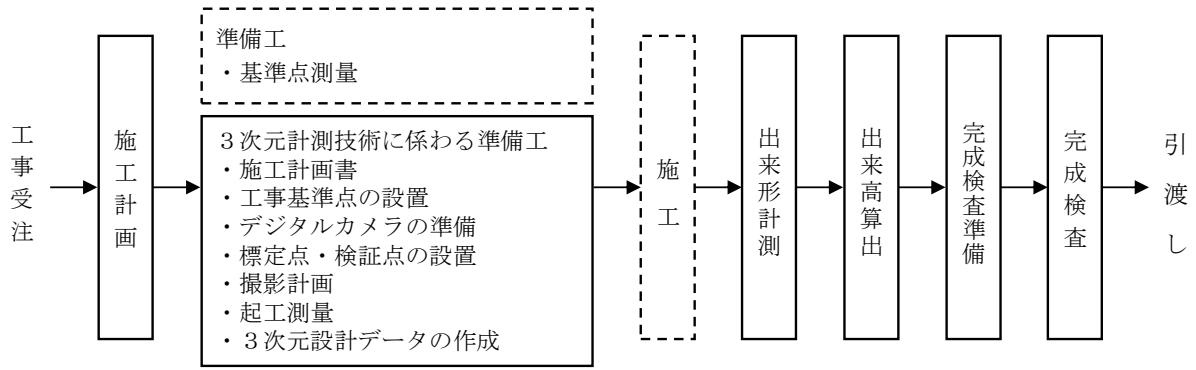 工事受注
施工計画
準備工
・基準点測量
３次元計測技術に係わる準備工
・施工計画書
・工事基準点の設置
・デジタルカメラの準備
・標定点・検証点の設置
・撮影計画
・起工測量
・３次元設計データの作成
施工
出来形計測
出来高算出
完成検査準備
完成検査
引渡し